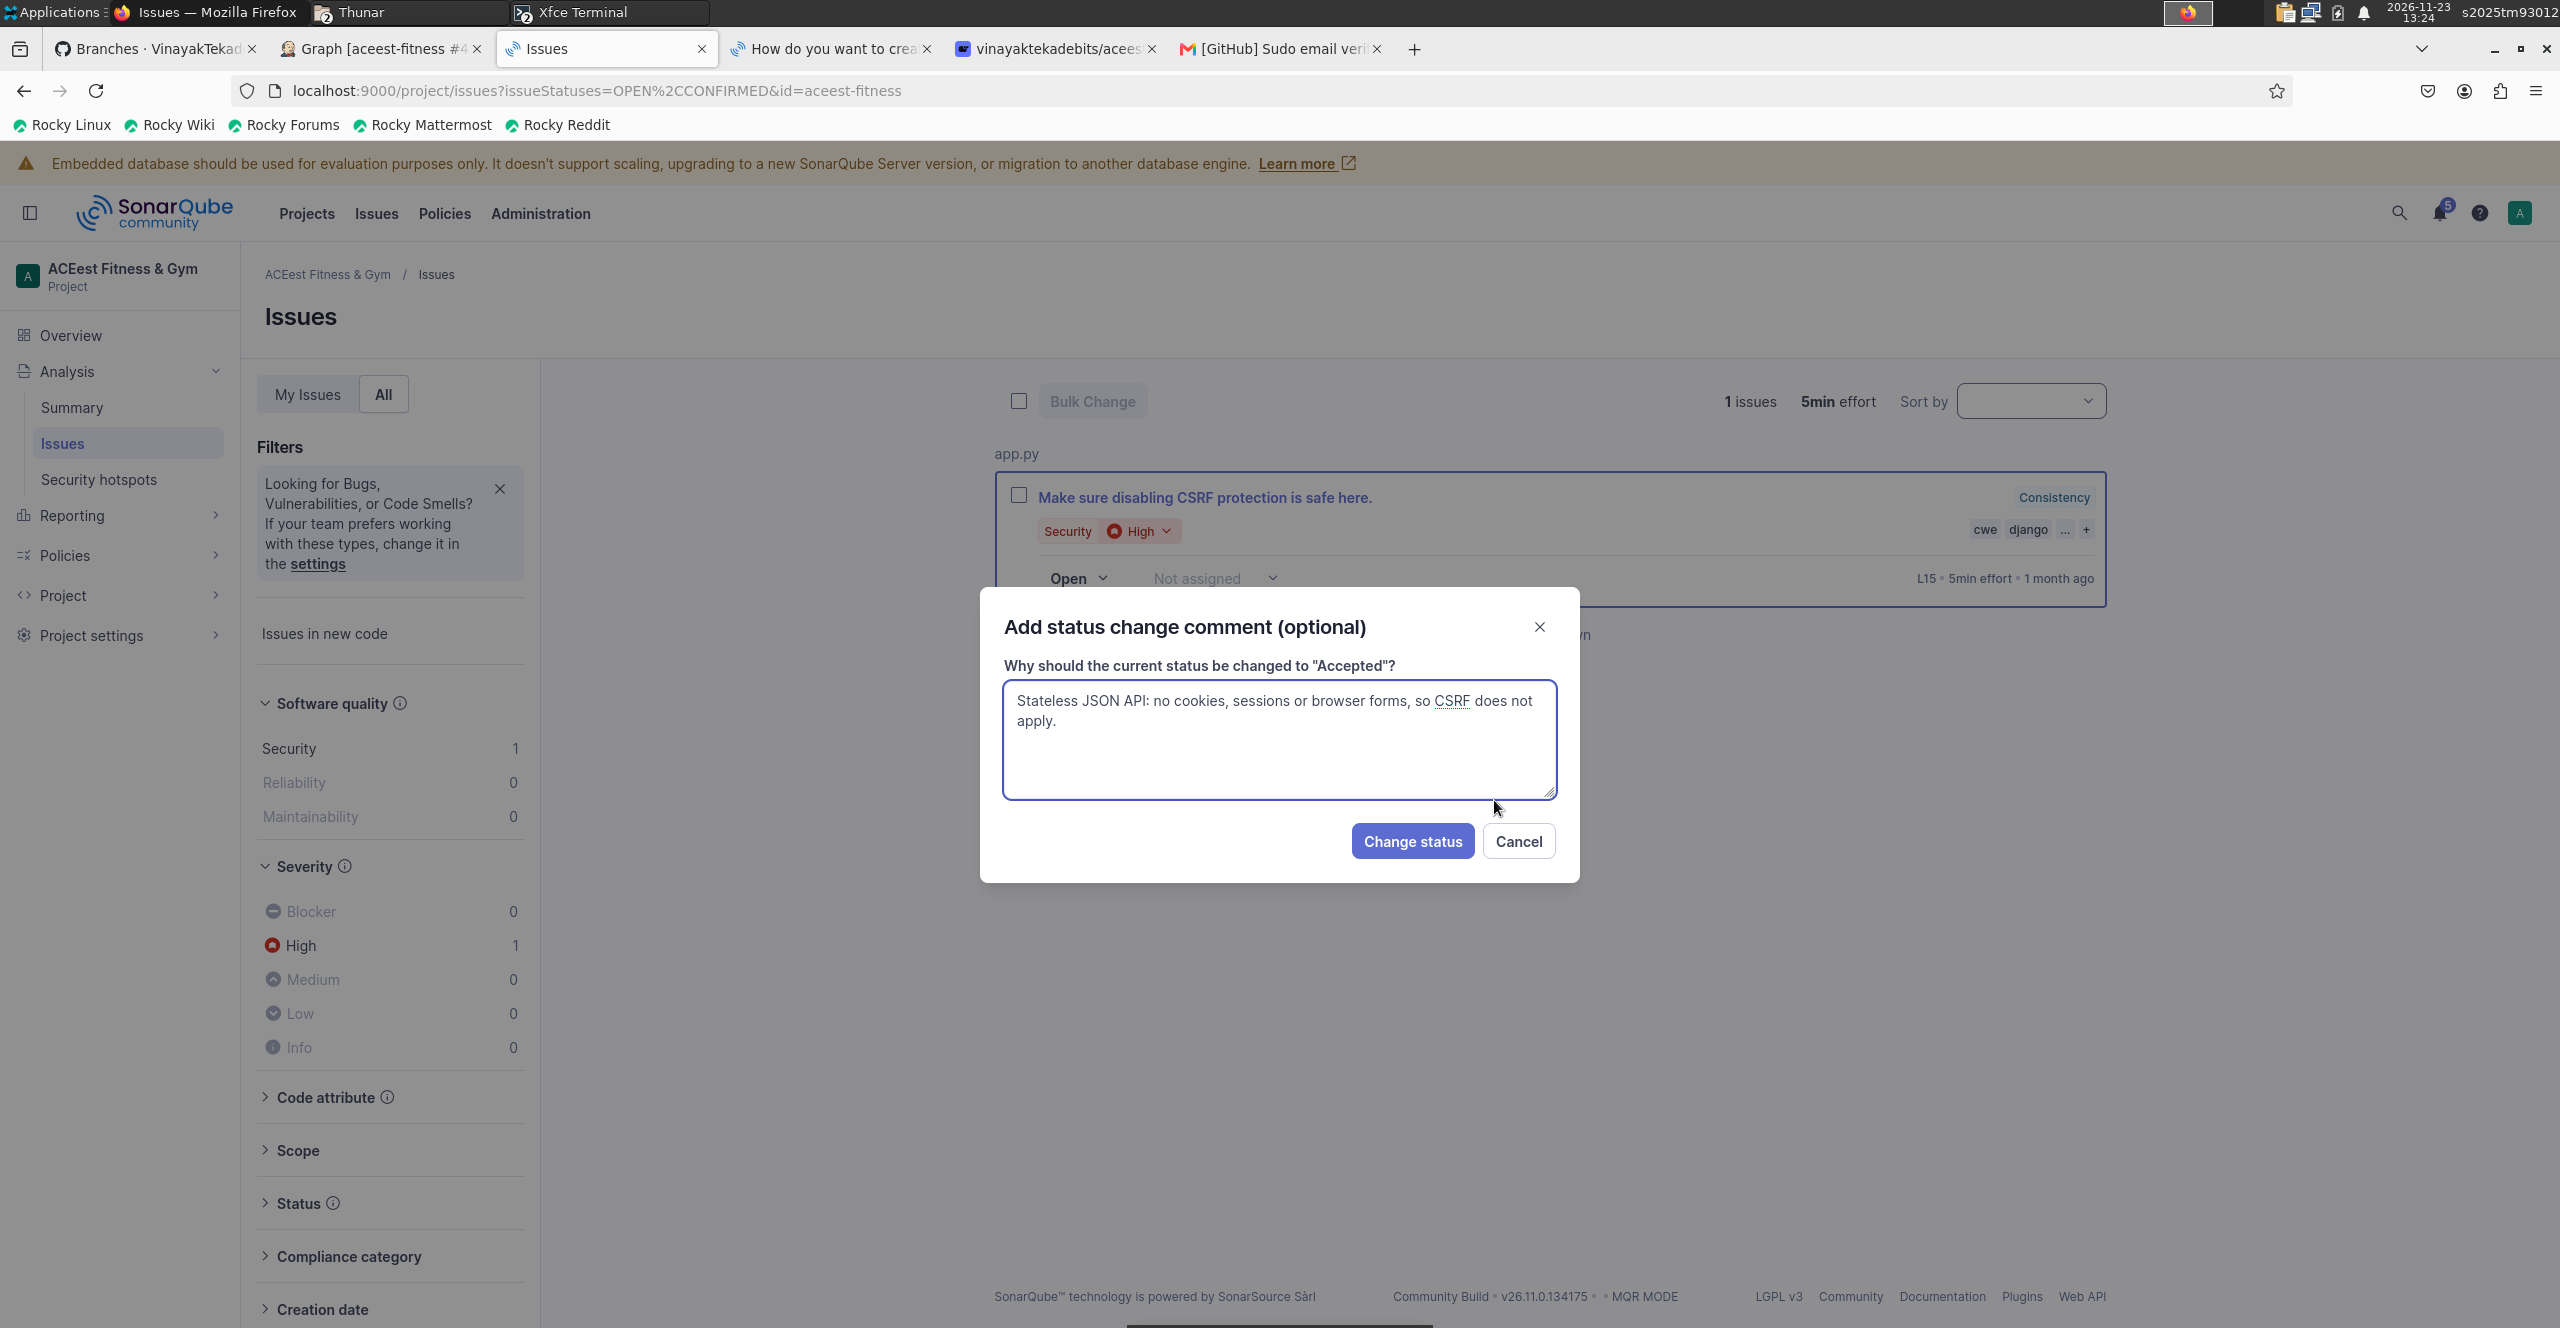 Applications
Issues — Mozilla Firefox
Thunar
Xfce Terminal
2026-11-23
13:24
s2025tm93012
Branches · VinayakTekad
Graph [aceest-fitness #4
Issues
How do you want to crea
vinayaktekadebits/acees
[GitHub] Sudo email veri
localhost:9000/project/issues?issueStatuses=OPEN%2CCONFIRMED&id=aceest-fitness
Rocky Linux
Rocky Wiki
Rocky Forums
Rocky Mattermost
Rocky Reddit
Embedded database should be used for evaluation purposes only. It doesn't support scaling, upgrading to a new SonarQube Server version, or migration to another database engine. Learn more
SonarQube
community
Projects
Issues
Policies
Administration
5
A
A
ACEest Fitness & Gym
Project
Overview
Analysis
Summary
Issues
Security hotspots
Reporting
Policies
Project
Project settings
ACEest Fitness & Gym / Issues
Issues
My Issues
All
Filters
Looking for Bugs,
Vulnerabilities, or Code Smells?
If your team prefers working
with these types, change it in
the settings
Issues in new code
Software quality
Security 1
Reliability 0
Maintainability 0
Severity
Blocker 0
High 1
Medium 0
Low 0
Info 0
Code attribute
Scope
Status
Compliance category
Creation date
Bulk Change
1 issues
5min effort
Sort by
app.py
Make sure disabling CSRF protection is safe here.
Consistency
Security
High
cwe
django
...
+
Open
Not assigned
L15 • 5min effort • 1 month ago
Add status change comment (optional)
Why should the current status be changed to "Accepted"?
Stateless JSON API: no cookies, sessions or browser forms, so CSRF does not
apply.
Change status
Cancel
SonarQube™ technology is powered by SonarSource Sàrl
Community Build • v26.11.0.134175 • • MQR MODE
LGPL v3
Community
Documentation
Plugins
Web API